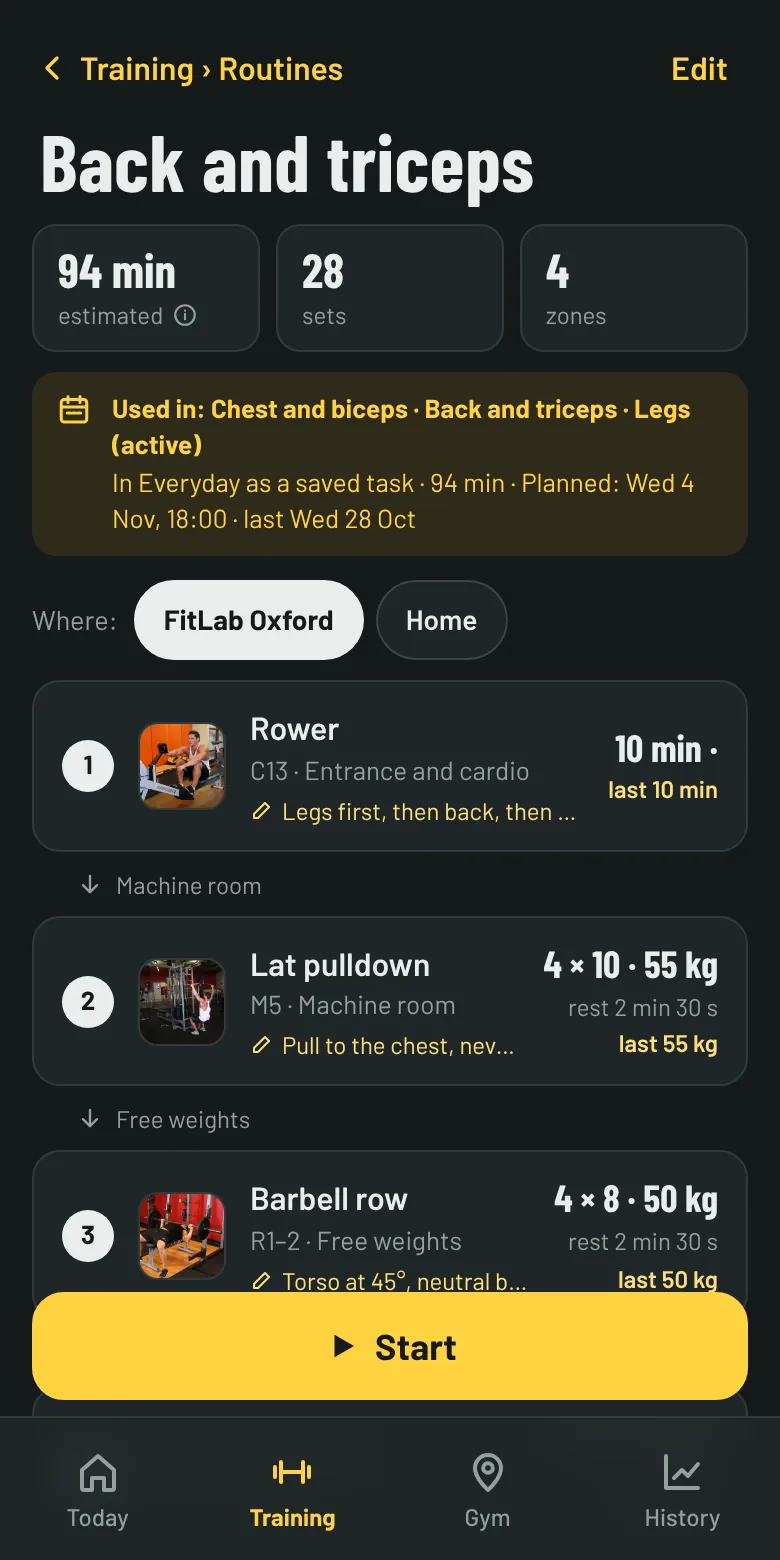 Training › Routines
Edit
Back and triceps
94 min
estimated
28
sets
4
zones
Used in: Chest and biceps · Back and triceps · Legs
(active)
In Everyday as a saved task · 94 min · Planned: Wed 4
Nov, 18:00 · last Wed 28 Oct
Where:
FitLab Oxford
Home
1
Rower
C13 · Entrance and cardio
Legs first, then back, then ...
10 min ·
last 10 min
Machine room
2
Lat pulldown
M5 · Machine room
Pull to the chest, nev...
4 × 10 · 55 kg
rest 2 min 30 s
last 55 kg
Free weights
3
Barbell row
R1–2 · Free weights
Torso at 45°, neutral b...
4 × 8 · 50 kg
rest 2 min 30 s
last 50 kg
Start
Today
Training
Gym
History